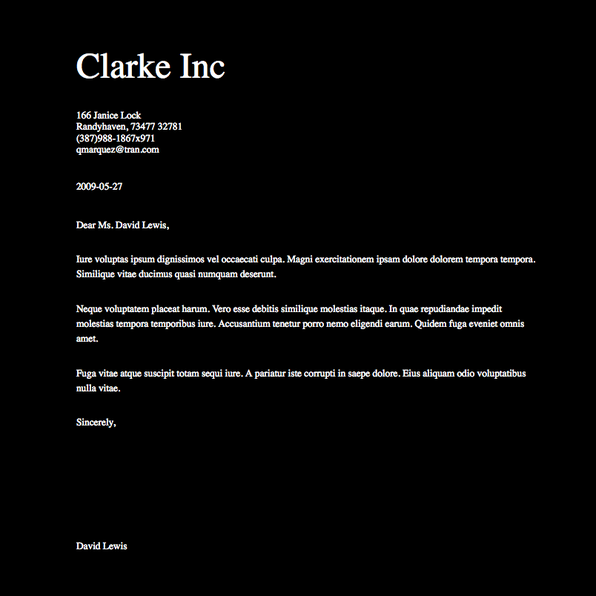 Clarke Inc
166 Janice Lock
Randyhaven, 73477 32781
(387)988-1867x971
qmarquez@tran.com
2009-05-27
Dear Ms. David Lewis,
Iure voluptas ipsum dignissimos vel occaecati culpa. Magni exercitationem ipsam dolore dolorem tempora tempora.
Similique vitae ducimus quasi numquam deserunt.
Neque voluptatem placeat harum. Vero esse debitis similique molestias itaque. In quae repudiandae impedit
molestias tempora temporibus iure. Accusantium tenetur porro nemo eligendi earum. Quidem fuga eveniet omnis
amet.
Fuga vitae atque suscipit totam sequi iure. A pariatur iste corrupti in saepe dolore. Eius aliquam odio voluptatibus
nulla vitae.
Sincerely,
David Lewis